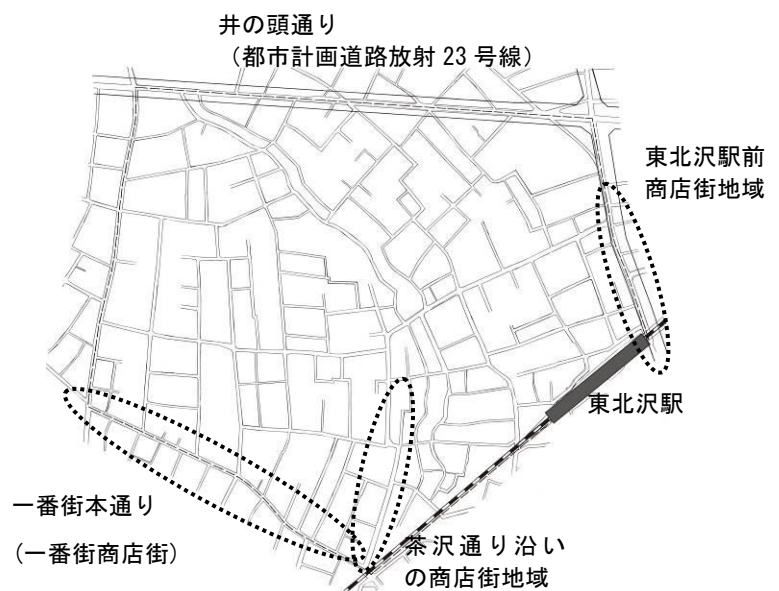 井の頭通り
（都市計画道路放射 23 号線）
東北沢駅前
商店街地域
東北沢駅
一番街本通り
(一番街商店街)
茶沢通り沿い
の商店街地域